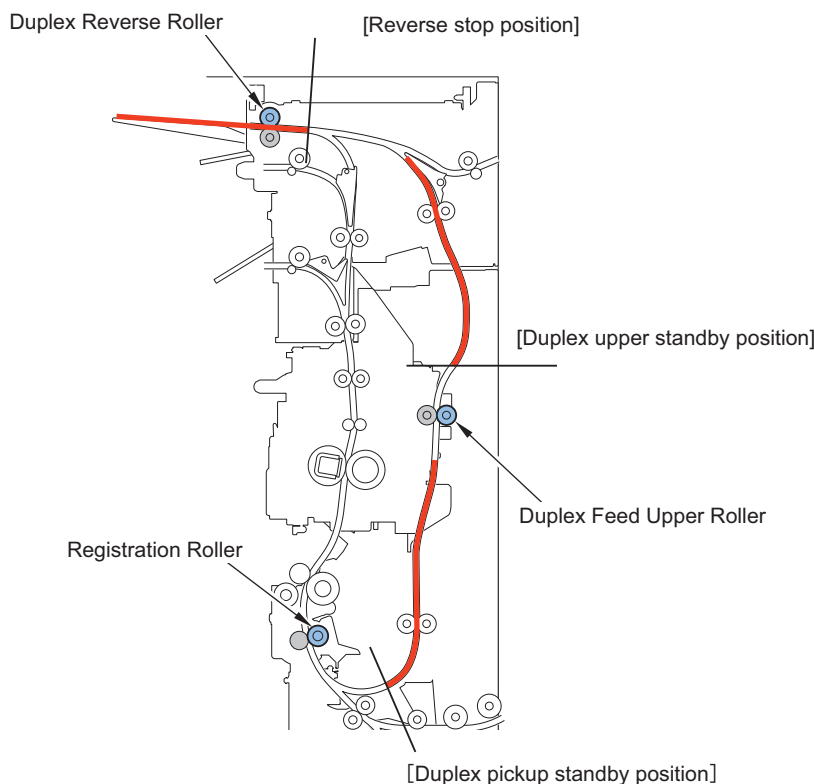 Duplex Reverse Roller
[Reverse stop position]
[Duplex upper standby position]
Duplex Feed Upper Roller
Registration Roller
[Duplex pickup standby position]